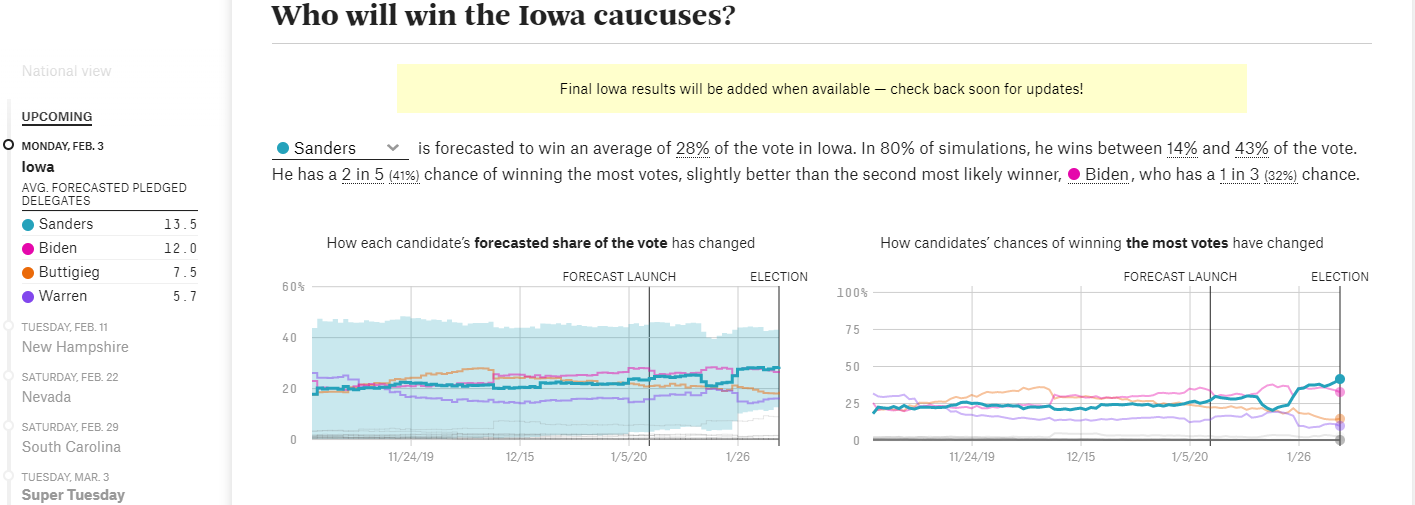 Who will win the Iowa caucuses?
National view
Final Iowa results will be added when available — check back soon for updates!
UPCOMING
MONDAY, FEB. 3
Iowa
AVG. FORECASTED PLEDGED
DELEGATES
Sanders 13.5
Biden 12.0
Buttigieg 7.5
Warren 5.7
TUESDAY, FEB. 11
New Hampshire
SATURDAY, FEB. 22
Nevada
SATURDAY, FEB. 29
South Carolina
TUESDAY, MAR. 3
Super Tuesday
Sanders is forecasted to win an average of 28% of the vote in Iowa. In 80% of simulations, he wins between 14% and 43% of the vote.
He has a 2 in 5 (41%) chance of winning the most votes, slightly better than the second most likely winner, Biden, who has a 1 in 3 (32%) chance.
How each candidate's forecasted share of the vote has changed
FORECAST LAUNCH ELECTION
60%
40
20
0
11/24/19 12/15 1/5/20 1/26
How candidates' chances of winning the most votes have changed
FORECAST LAUNCH ELECTION
100%
75
50
25
0
11/24/19 12/15 1/5/20 1/26